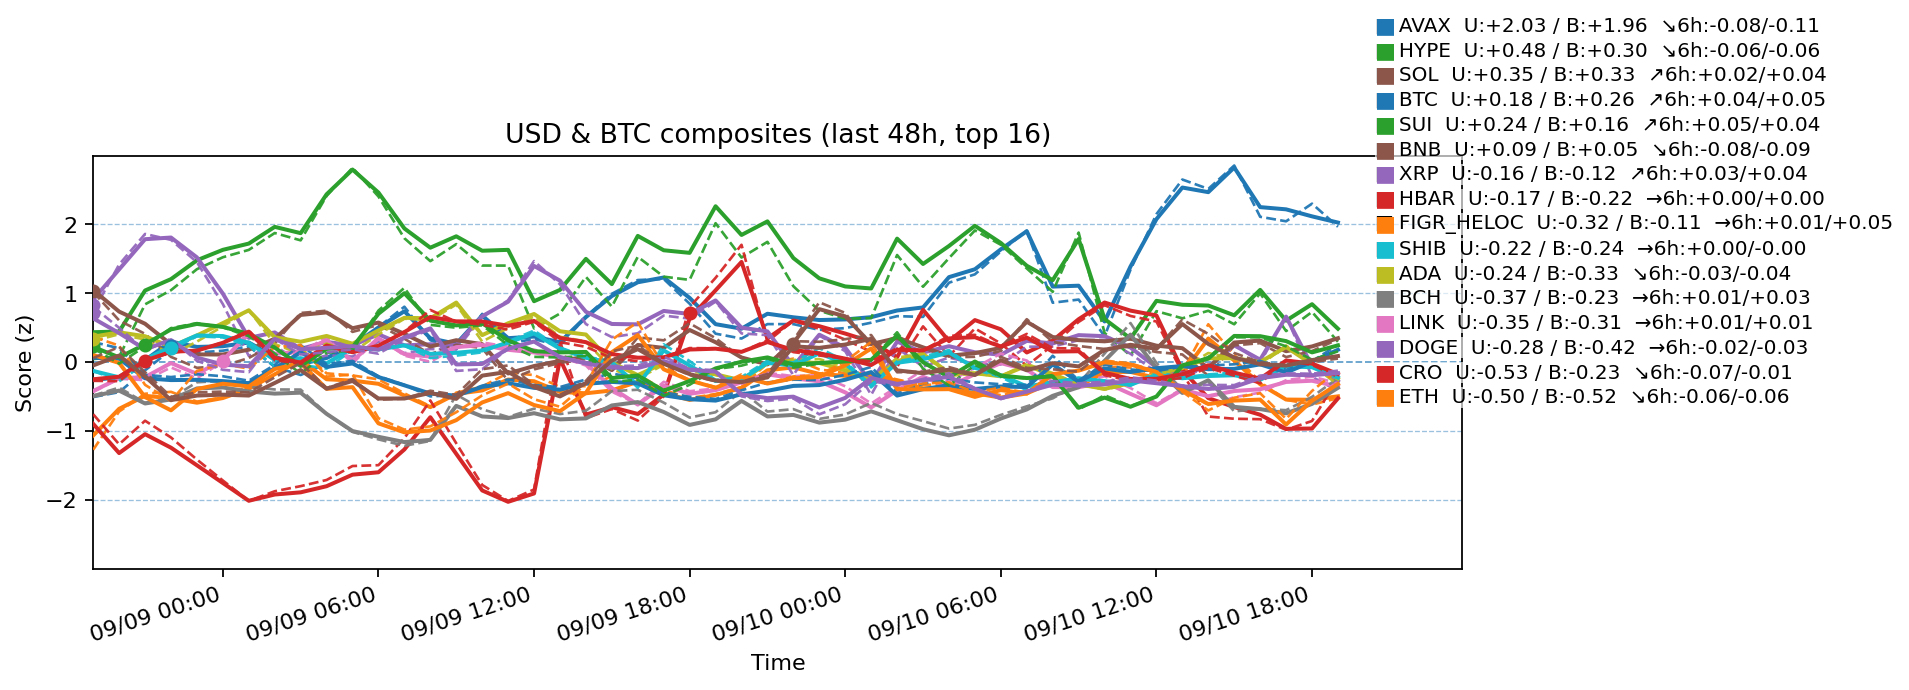 USD & BTC composites (last 48h, top 16)
AVAX U:+2.03 / B:+1.96 ↘6h:-0.08/-0.11
HYPE U:+0.48 / B:+0.30 ↘6h:-0.06/-0.06
SOL U:+0.35 / B:+0.33 ↗6h:+0.02/+0.04
BTC U:+0.18 / B:+0.26 ↗6h:+0.04/+0.05
SUI U:+0.24 / B:+0.16 ↗6h:+0.05/+0.04
BNB U:+0.09 / B:+0.05 ↘6h:-0.08/-0.09
XRP U:-0.16 / B:-0.12 ↗6h:+0.03/+0.04
HBAR U:-0.17 / B:-0.22 →6h:+0.00/+0.00
FIGR_HELOC U:-0.32 / B:-0.11 →6h:+0.01/+0.05
SHIB U:-0.22 / B:-0.24 →6h:+0.00/-0.00
ADA U:-0.24 / B:-0.33 ↘6h:-0.03/-0.04
BCH U:-0.37 / B:-0.23 →6h:+0.01/+0.03
LINK U:-0.35 / B:-0.31 →6h:+0.01/+0.01
DOGE U:-0.28 / B:-0.42 →6h:-0.02/-0.03
CRO U:-0.53 / B:-0.23 ↘6h:-0.07/-0.01
ETH U:-0.50 / B:-0.52 ↘6h:-0.06/-0.06
Score (z)
2
1
0
−1
−2
09/09 00:00
09/09 06:00
09/09 12:00
09/09 18:00
09/10 00:00
09/10 06:00
09/10 12:00
09/10 18:00
Time